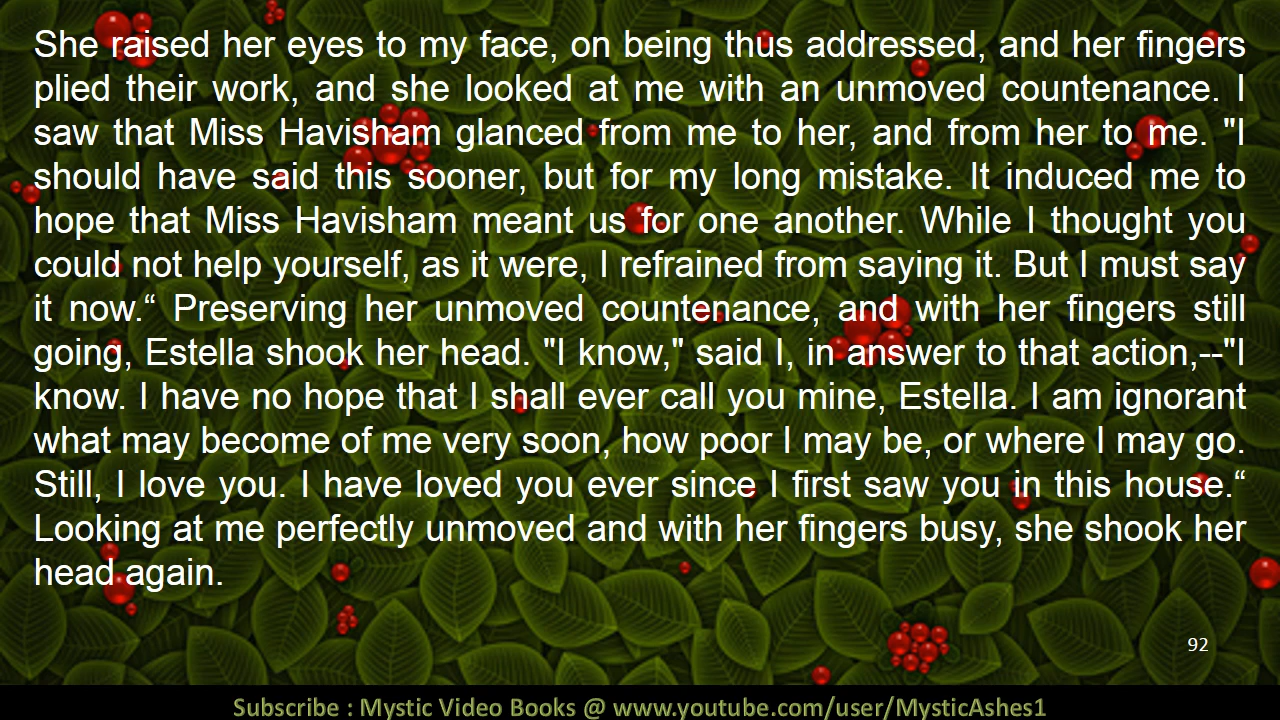 She raised her eyes to my face, on being thus addressed, and her fingers
plied their work, and she looked at me with an unmoved countenance. I
saw that Miss Havisham glanced from me to her, and from her to me. "I
should have said this sooner, but for my long mistake. It induced me to
hope that Miss Havisham meant us for one another. While I thought you
could not help yourself, as it were, I refrained from saying it. But I must say
it now.“ Preserving her unmoved countenance, and with her fingers still
going, Estella shook her head. "I know," said I, in answer to that action,--"I
know. I have no hope that I shall ever call you mine, Estella. I am ignorant
what may become of me very soon, how poor I may be, or where I may go.
Still, I love you. I have loved you ever since I first saw you in this house.“
Looking at me perfectly unmoved and with her fingers busy, she shook her
head again.
92
Subscribe : Mystic Video Books @ www.youtube.com/user/MysticAshes1